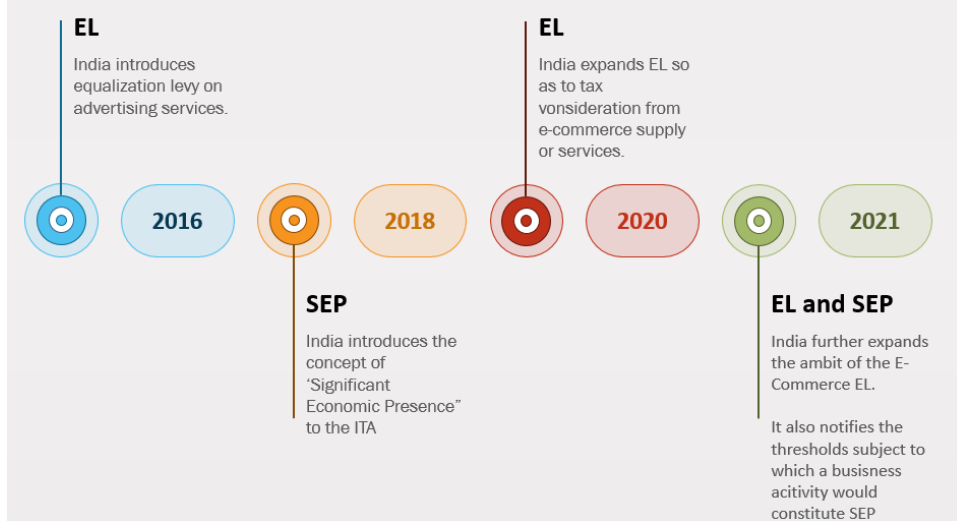 EL
India introduces
equalization levy on
advertising services.
EL
India expands EL so
as to tax
vonsideration from
e-commerce supply
or services.
2016
2018
2020
2021
SEP
India introduces the
concept of
‘Significant
Economic Presence”
to the ITA
EL and SEP
India further expands
the ambit of the E-
Commerce EL.
It also notifies the
thresholds subject to
which a busisness
acitivity would
constitute SEP